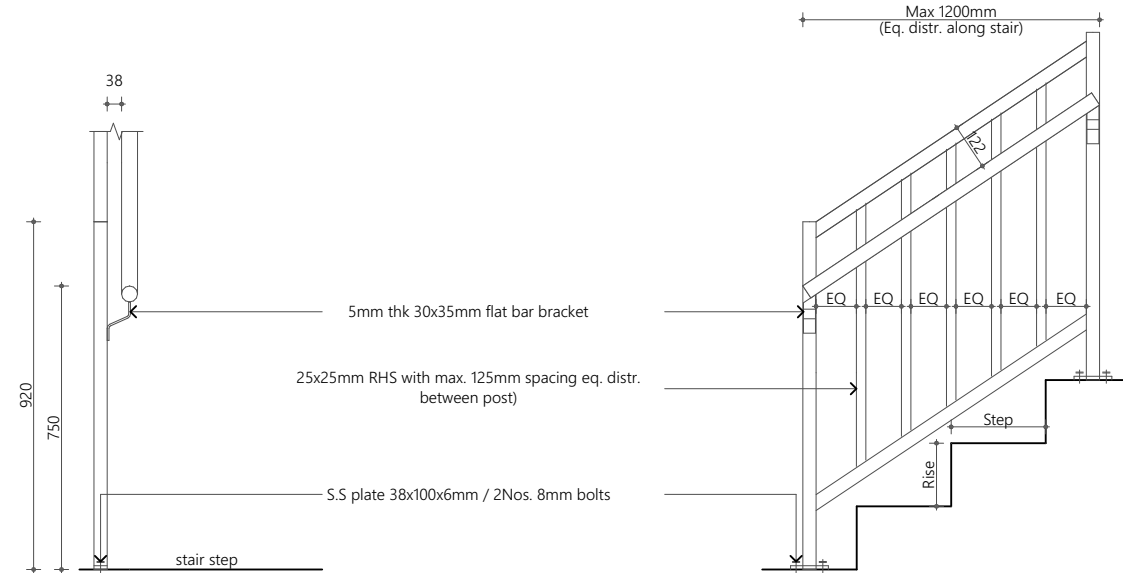 Max 1200mm
(Eq. distr. along stair)
38
122
EQ EQ EQ EQ EQ EQ
5mm thk 30x35mm flat bar bracket
25x25mm RHS with max. 125mm spacing eq. distr.
between post)
920
750
Step
Rise
S.S plate 38x100x6mm / 2Nos. 8mm bolts
stair step